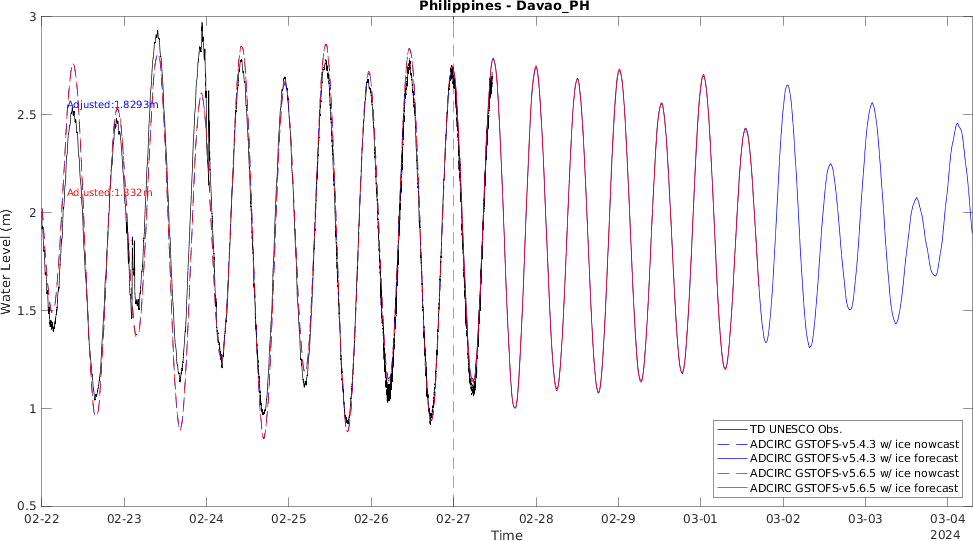 Philippines - Davao_PH
Water Level (m)
3
2.5
2
1.5
1
0.5
Adjusted:1.8293m
Adjusted:1.832m
TD UNESCO Obs.
ADCIRC GSTOFS-v5.4.3 w/ ice nowcast
ADCIRC GSTOFS-v5.4.3 w/ ice forecast
ADCIRC GSTOFS-v5.6.5 w/ ice nowcast
ADCIRC GSTOFS-v5.6.5 w/ ice forecast
02-22 02-23 02-24 02-25 02-26 02-27 02-28 02-29 03-01 03-02 03-03 03-04
Time
2024